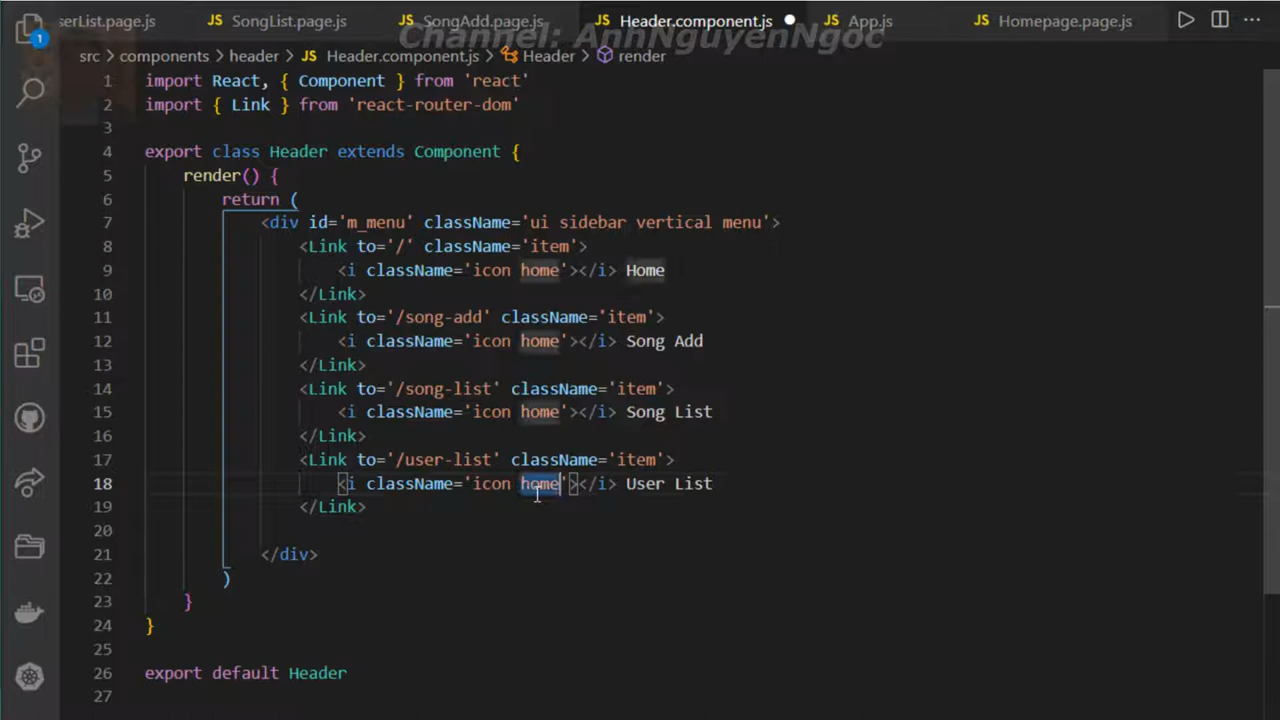 serList.page.js
JS SongList.page.js
JS SongAdd.page.js
JS Header.component.js
JS App.js
JS Homepage.page.js
Channel: AnhNguyenNgoc
src > components > header > JS Header.component.js > Header > render
1
1 import React, { Component } from 'react'
2 import { Link } from 'react-router-dom'
3
4 export class Header extends Component {
5 render() {
6 return (
7 <div id='m_menu' className='ui sidebar vertical menu'>
8 <Link to='/' className='item'>
9 <i className='icon home'></i> Home
10 </Link>
11 <Link to='/song-add' className='item'>
12 <i className='icon home'></i> Song Add
13 </Link>
14 <Link to='/song-list' className='item'>
15 <i className='icon home'></i> Song List
16 </Link>
17 <Link to='/user-list' className='item'>
18 <i className='icon home'></i> User List
19 </Link>
20
21 </div>
22 )
23 }
24 }
25
26 export default Header
27